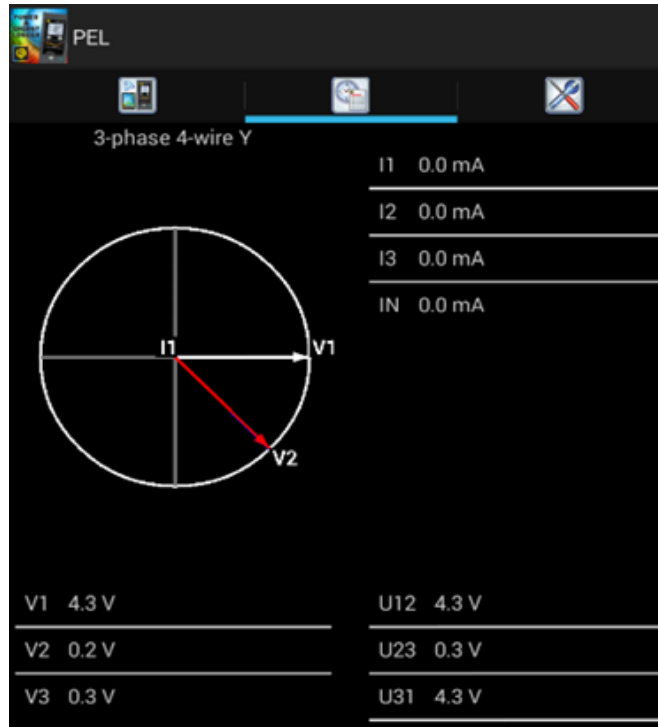 PEL
3-phase 4-wire Y
I1 0.0 mA
I2 0.0 mA
I3 0.0 mA
IN 0.0 mA
I1
V1
V2
V1 4.3 V
U12 4.3 V
V2 0.2 V
U23 0.3 V
V3 0.3 V
U31 4.3 V